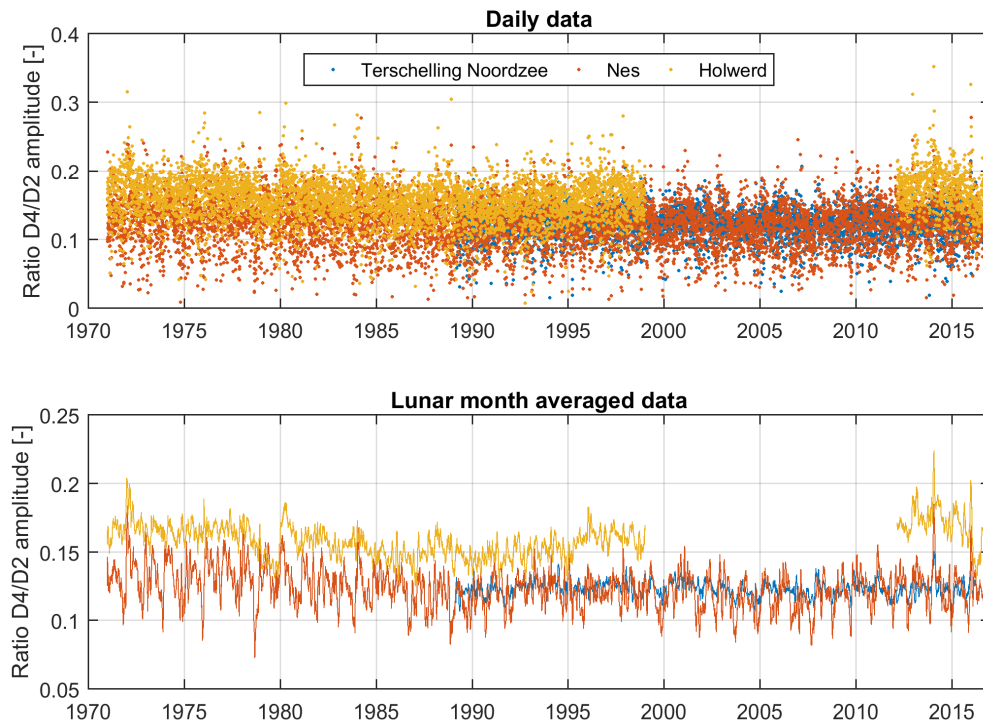 Daily data
Ratio D4/D2 amplitude [-]
0.4
0.3
0.2
0.1
0
Terschelling Noordzee Nes Holwerd
1970 1975 1980 1985 1990 1995 2000 2005 2010 2015
Lunar month averaged data
Ratio D4/D2 amplitude [-]
0.25
0.2
0.15
0.1
0.05
1970 1975 1980 1985 1990 1995 2000 2005 2010 2015